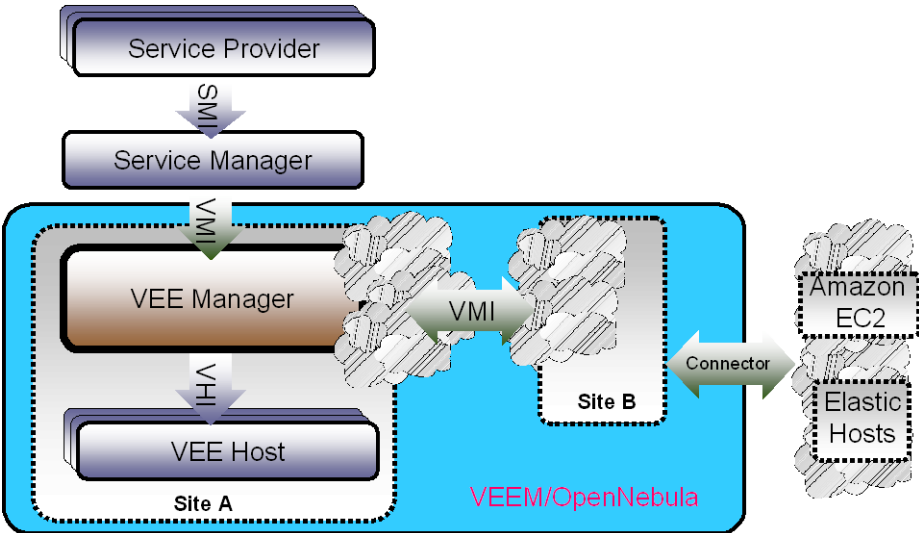 Service Provider
SMI
Service Manager
VMI
VEE Manager
VMI
Amazon
EC2
Connector
VHI
Elastic
Hosts
Site B
VEE Host
VEEM/OpenNebula
Site A